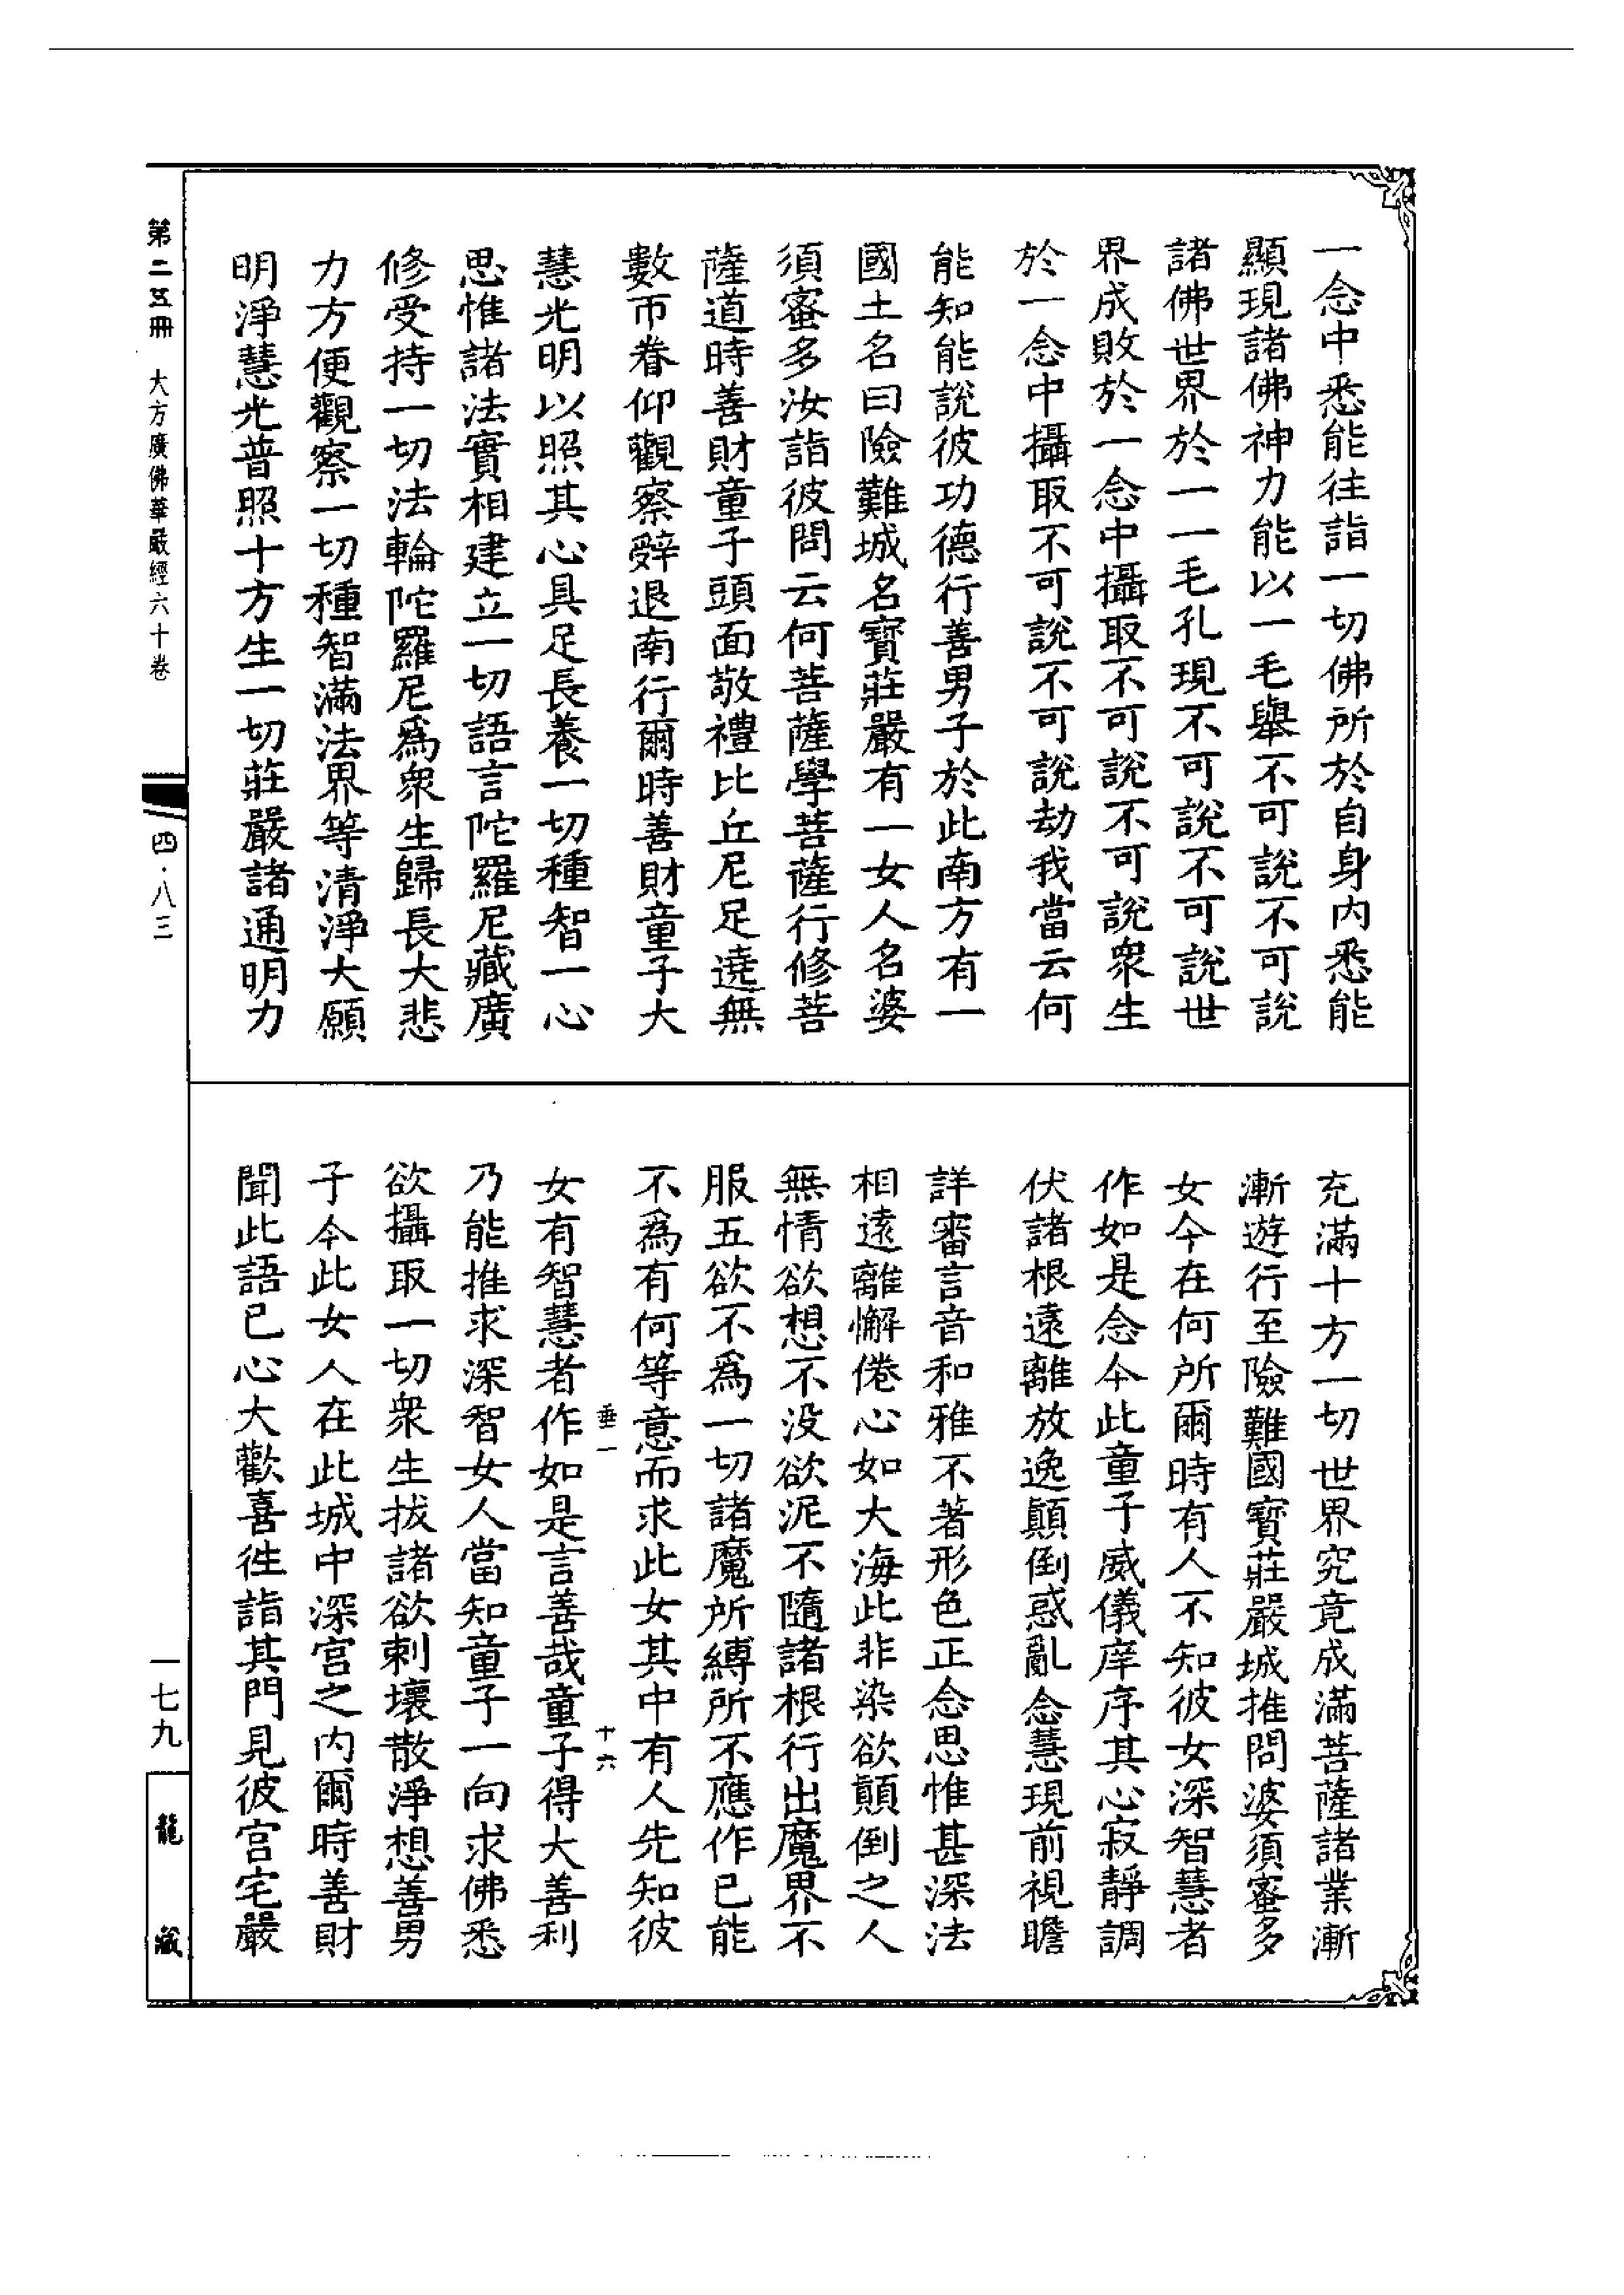 一念中悉能往詣一切佛所於自身內悉能
顯現諸佛神力能以一毛舉不可說不可說
諸佛世界於一一毛孔現不可說不可說世
界成敗於一念中攝取不可說不可說衆生
於一念中攝取不可說不可說劫我當云何
能知能說彼功德行善男子於此南方有一
國土名曰險難城名寶莊嚴有一女人名婆
須蜜多汝詣彼問云何菩薩學菩薩行修菩
薩道時善財童子頭面敬禮比丘尼足遶無
數帀眷仰觀察辭退南行爾時善財童子大
慧光明以照其心具足長養一切種智一心
思惟諸法實相建立一切語言陀羅尼藏廣
修受持一切法輪陀羅尼爲衆生歸長大悲
力方便觀察一切種智滿法界等清淨大願
明淨慧光普照十方生一切莊嚴諸通明力
充滿十方一切世界究竟成滿菩薩諸業漸
漸遊行至險難國寶莊嚴城推問婆須蜜多
女今在何所爾時有人不知彼女深智慧者
作如是念今此童子威儀庠序其心寂靜調
伏諸根遠離放逸顛倒惑亂念慧現前視瞻
詳審言音和雅不著形色正念思惟甚深法
相遠離懈倦心如大海此非染欲顛倒之人
無情欲想不没欲泥不隨諸根行出魔界不
服五欲不爲一切諸魔所縛所不應作已能
不爲有何等意而求此女其中有人先知彼
垂一 十六
女有智慧者作如是言善哉童子得大善利
乃能推求深智女人當知童子一向求佛悉
欲攝取一切衆生拔諸欲刺壞散淨想善男
子今此女人在此城中深宮之內爾時善財
聞此語已心大歡喜徃詣其門見彼宮宅嚴
第二五冊 大方廣佛華嚴經六十卷
四·八三
一七九
龍藏